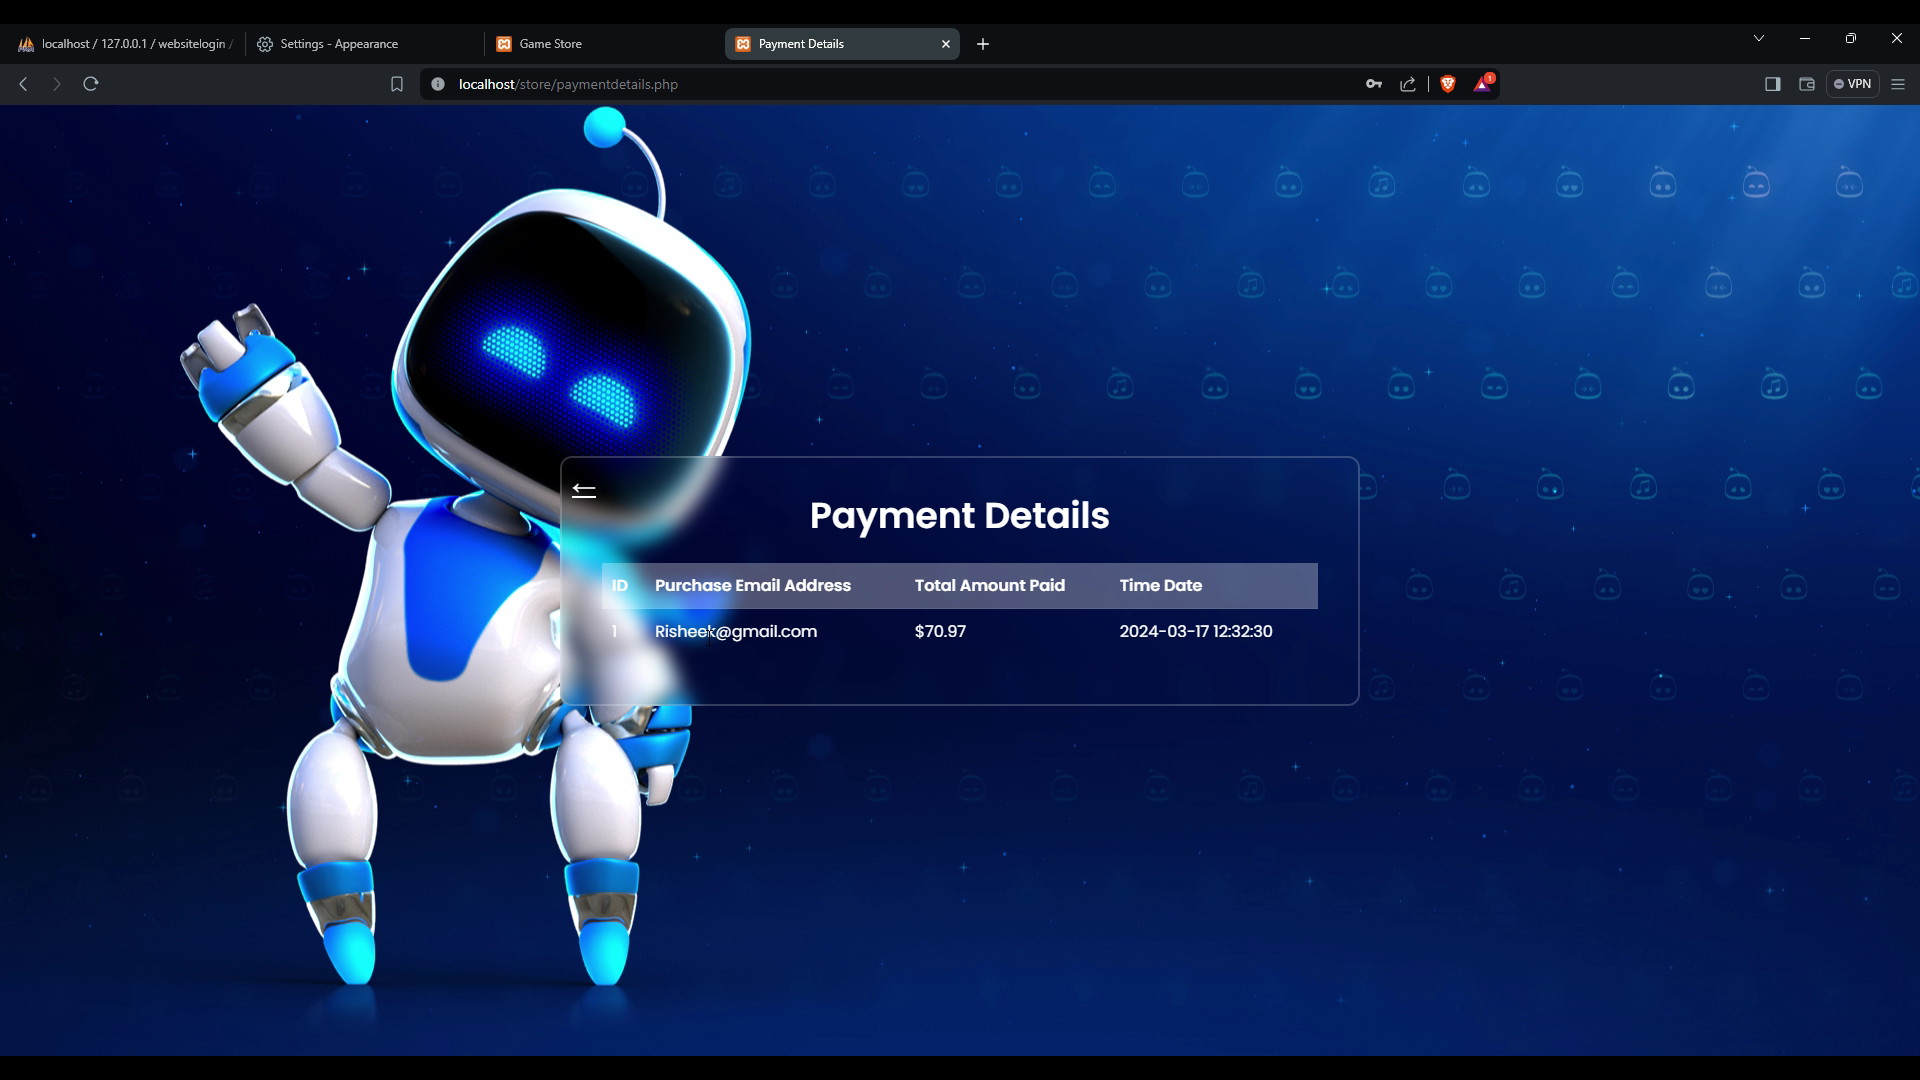 localhost / 127.0.0.1 / websitelogin /
Settings - Appearance
Game Store
Payment Details
localhost/store/paymentdetails.php
1
VPN
Payment Details
ID Purchase Email Address Total Amount Paid Time Date
1 Risheek@gmail.com $70.97 2024-03-17 12:32:30